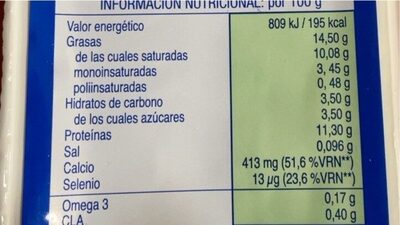 INFORMACIÓN NUTRICIONAL: por 100 g
Valor energético 809 kJ / 195 kcal
Grasas 14,50 g
de las cuales saturadas 10,08 g
monoinsaturadas 3, 45 g
poliinsaturadas 0, 48 g
Hidratos de carbono 3,50 g
de los cuales azúcares 3,50 g
Proteínas 11,30 g
Sal 0,096 g
Calcio 413 mg (51,6 %VRN**)
Selenio 13 µg (23,6 %VRN**)
Omega 3 0,17 g
CLA 0,40 g